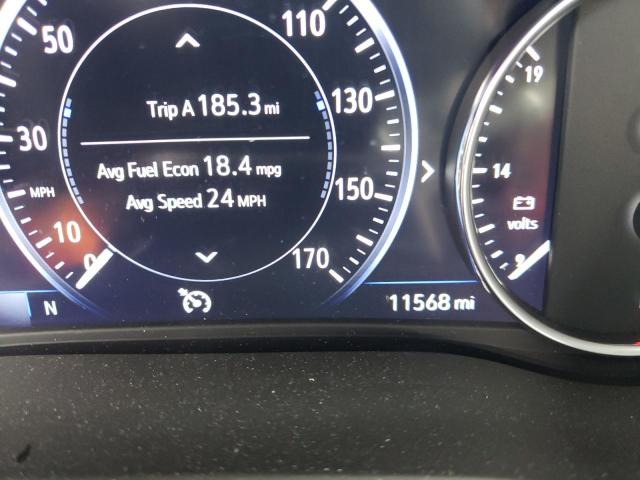 50
30
MPH
10
0
110
130
150
170
Trip A 185.3 mi
Avg Fuel Econ 18.4 mpg
Avg Speed 24 MPH
N
11568 mi
19
14
volts
9